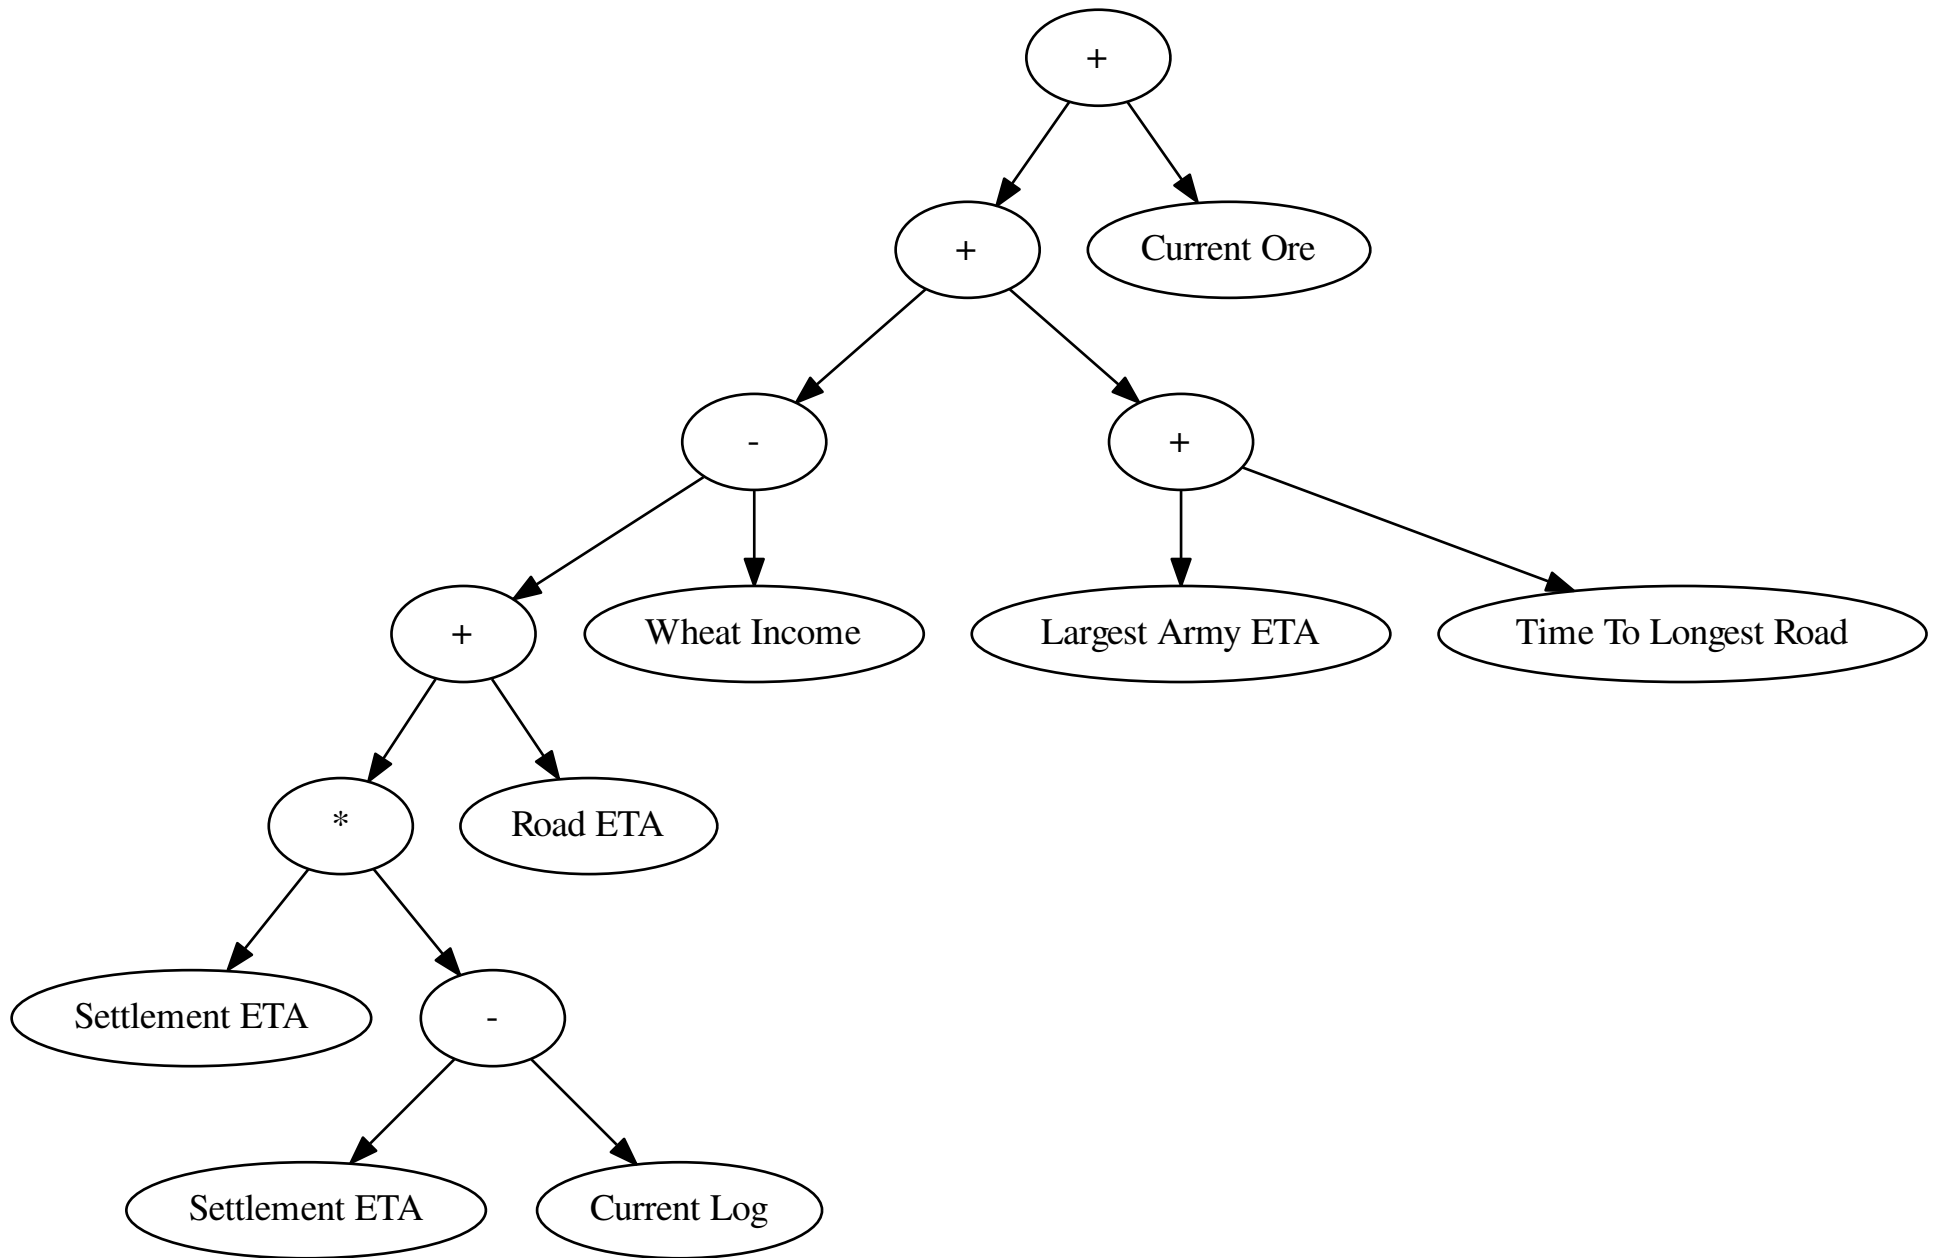 +
+
Current Ore
-
+
+
Wheat Income
Largest Army ETA
Time To Longest Road
*
Road ETA
Settlement ETA
-
Settlement ETA
Current Log